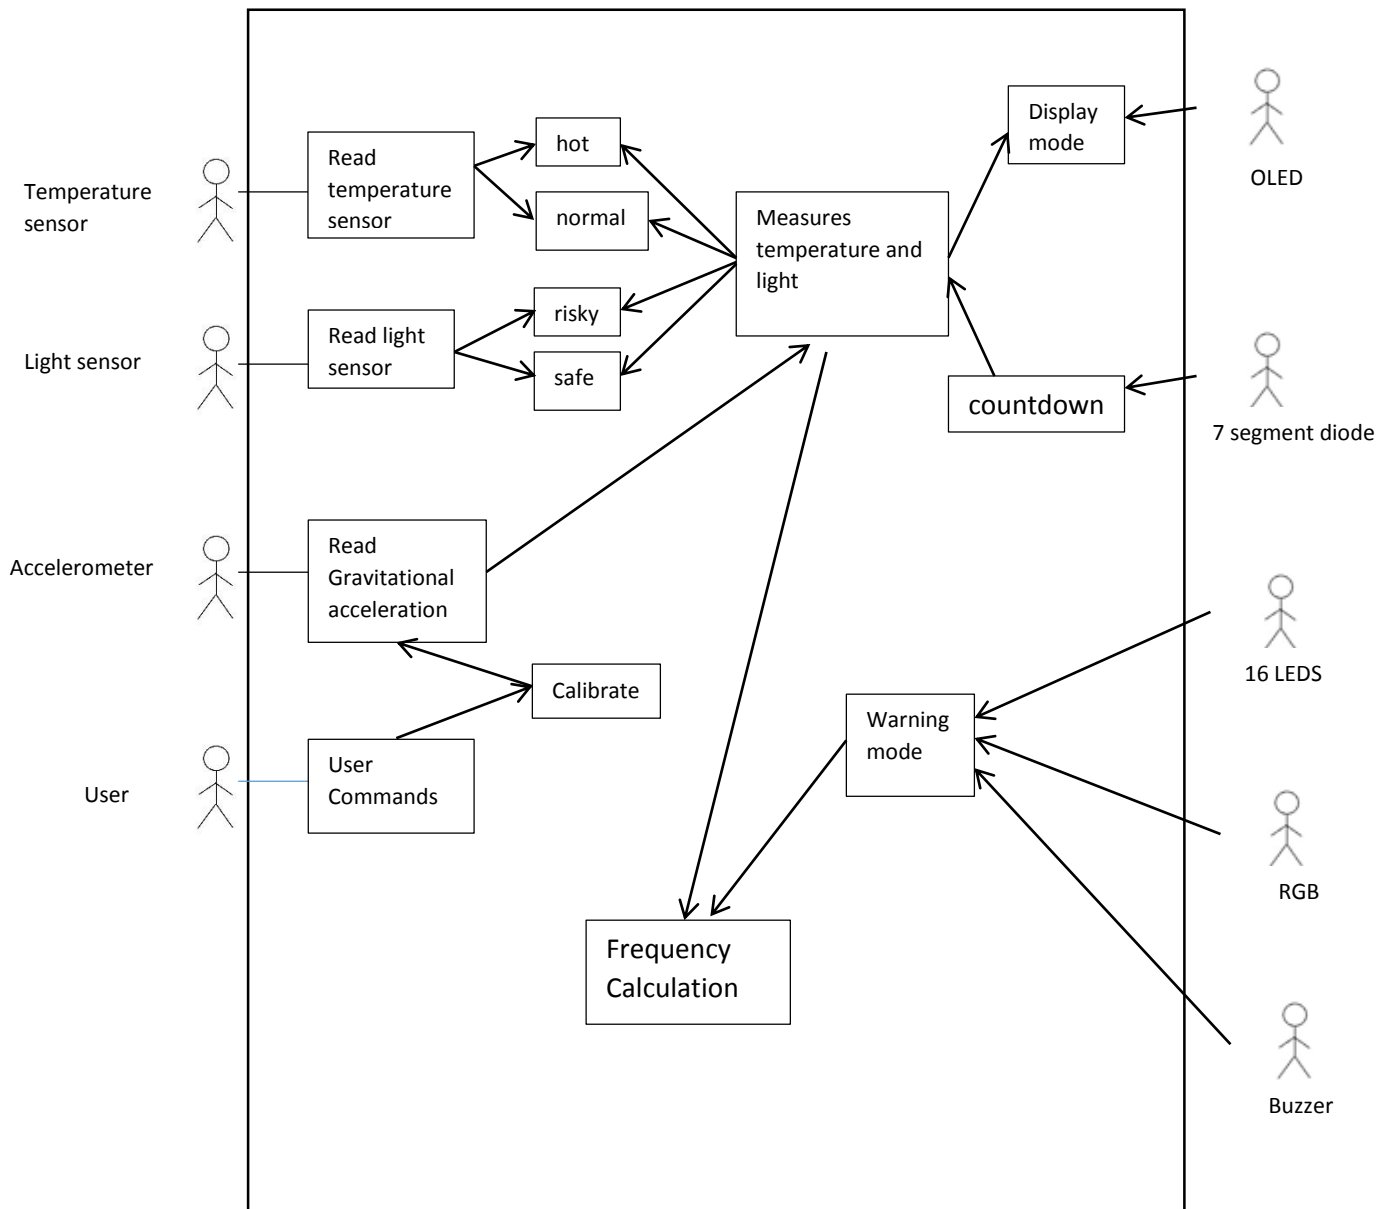 Temperature
sensor
Read
temperature
sensor
hot
normal
Measures
temperature and
light
Display
mode
OLED
Light sensor
Read light
sensor
risky
safe
countdown
7 segment diode
Accelerometer
Read
Gravitational
acceleration
Calibrate
16 LEDS
User
User
Commands
Warning
mode
RGB
Frequency
Calculation
Buzzer